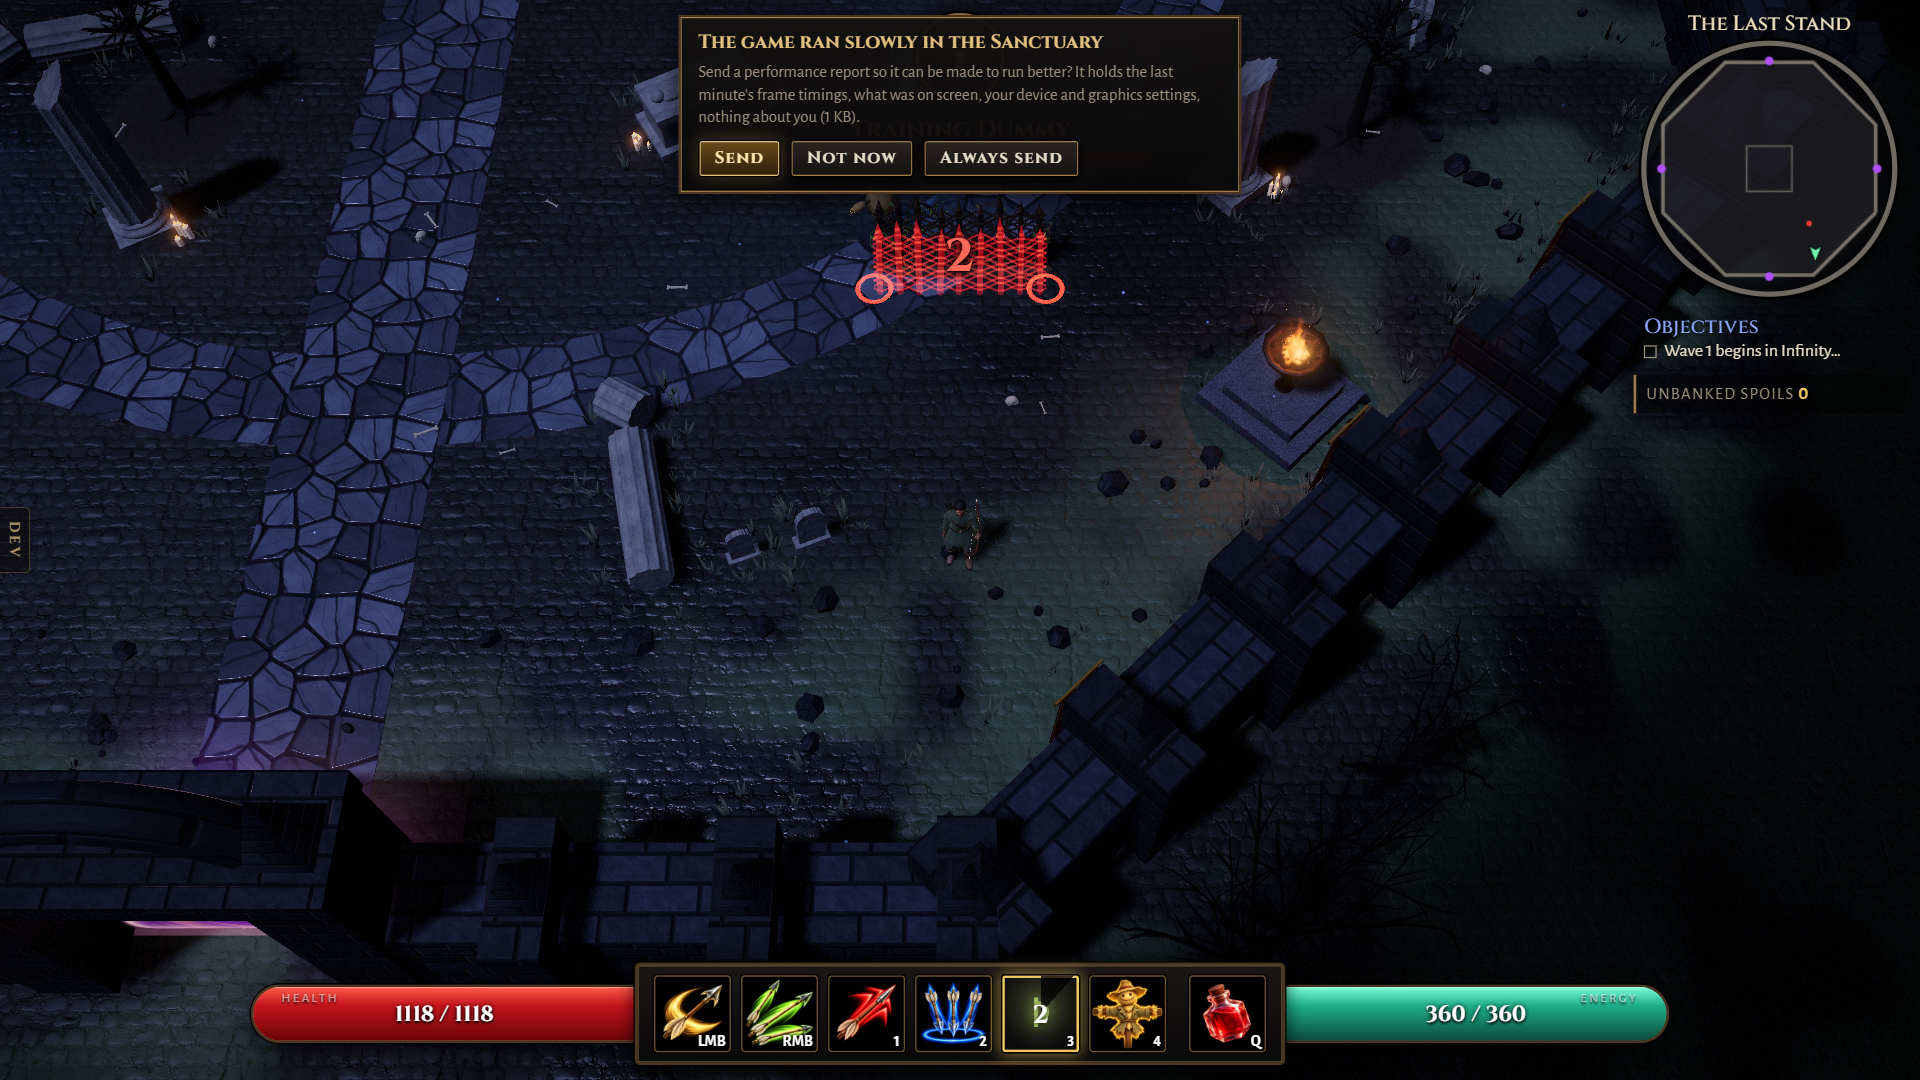 The game ran slowly in the Sanctuary
Send a performance report so it can be made to run better? It holds the last
minute's frame timings, what was on screen, your device and graphics settings,
nothing about you (1 KB).
Training Dummy
Send
Not now
Always send
The Last Stand
2
Objectives
Wave 1 begins in Infinity...
UNBANKED SPOILS 0
DEV
HEALTH
1118 / 1118
LMB
RMB
1
2
2
3
4
Q
ENERGY
360 / 360